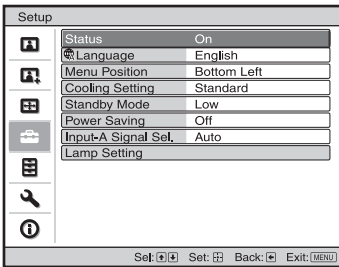 Setup
Status On
Language English
Menu Position Bottom Left
Cooling Setting Standard
Standby Mode Low
Power Saving Off
Input-A Signal Sel. Auto
Lamp Setting
Sel: Set: Back: Exit: MENU